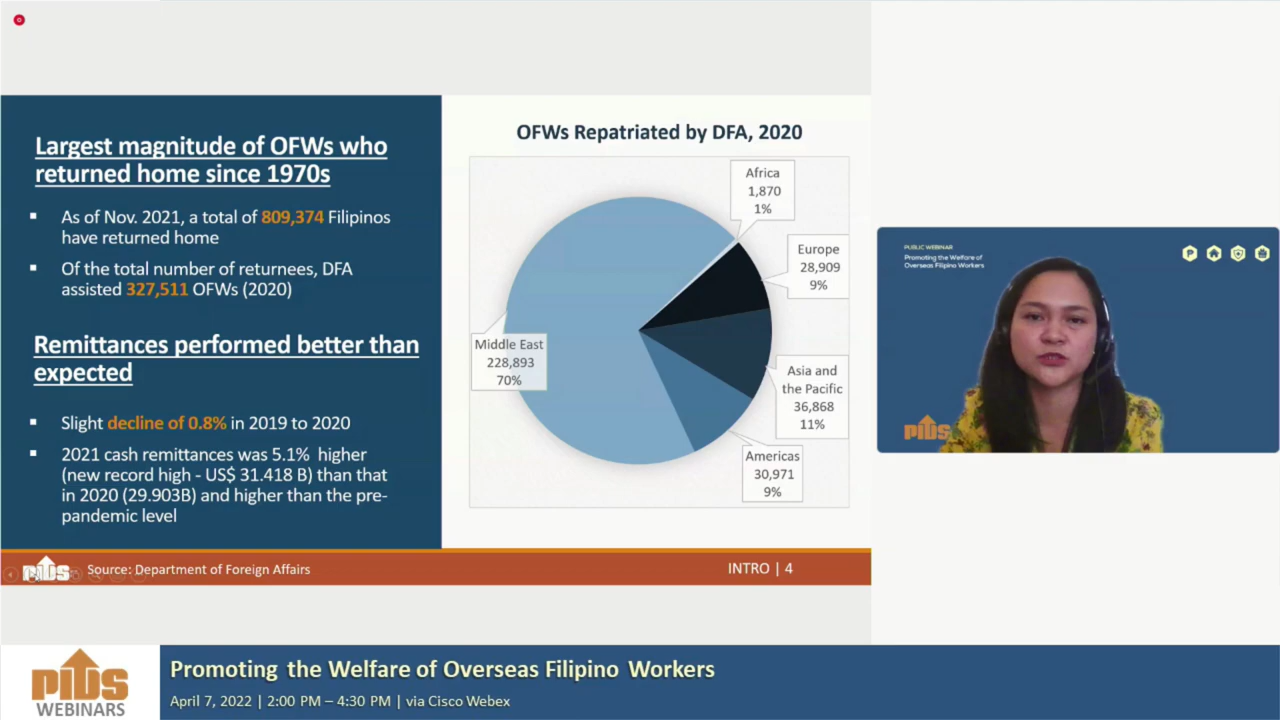 Largest magnitude of OFWs who
returned home since 1970s
▪ As of Nov. 2021, a total of 809,374 Filipinos
have returned home
▪ Of the total number of returnees, DFA
assisted 327,511 OFWs (2020)
Remittances performed better than
expected
▪ Slight decline of 0.8% in 2019 to 2020
▪ 2021 cash remittances was 5.1% higher
(new record high - US$ 31.418 B) than that
in 2020 (29.903B) and higher than the pre-
pandemic level
OFWs Repatriated by DFA, 2020
Africa
1,870
1%
Europe
28,909
9%
Middle East
228,893
70%
Asia and
the Pacific
36,868
11%
Americas
30,971
9%
PIDS
Source: Department of Foreign Affairs
INTRO | 4
PUBLIC WEBINAR
Promoting the Welfare of
Overseas Filipino Workers
PIDS
PIDS
WEBINARS
Promoting the Welfare of Overseas Filipino Workers
April 7, 2022 | 2:00 PM – 4:30 PM | via Cisco Webex